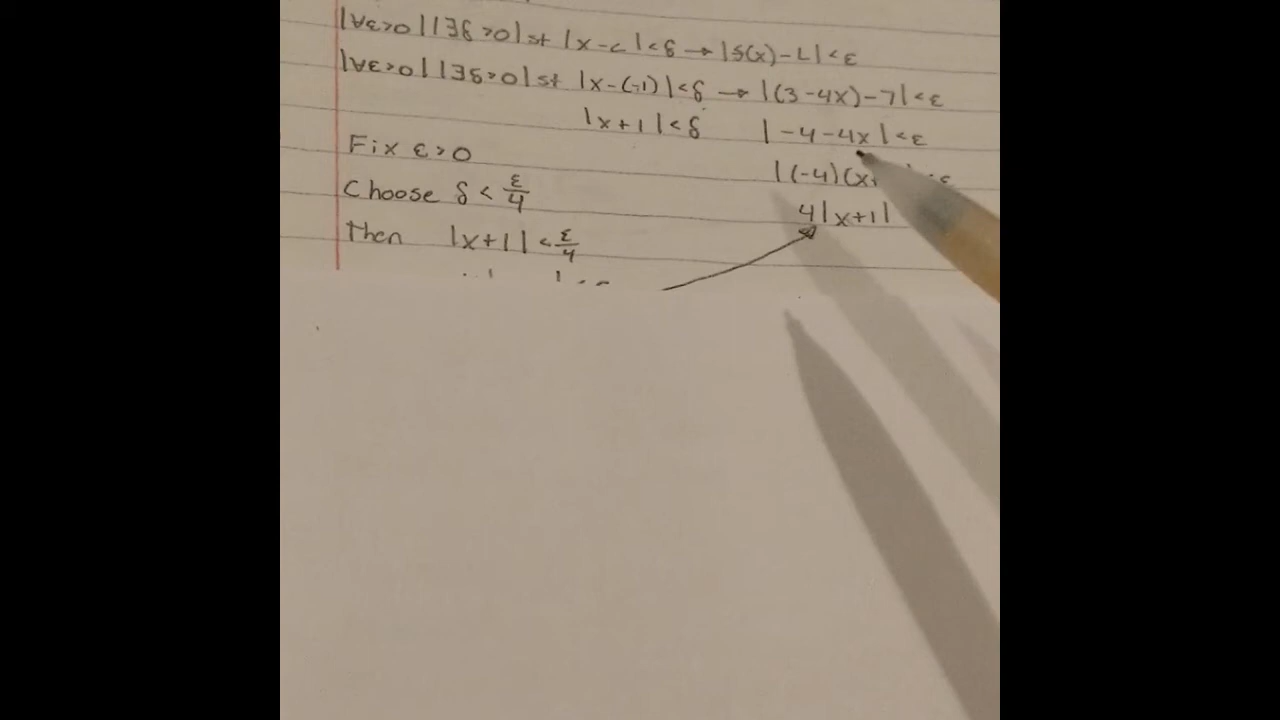 |∀ε>0||∃δ>0| st |x-c|<δ → |f(x)-L|<ε
|∀ε>0||∃δ>0| st |x-(-1)|<δ → |(3-4x)-7|<ε
|x+1|<δ |-4-4x|<ε
Fix ε>0 |(-4)(x+
Choose δ < ε/4 4|x+1|
Then |x+1| < ε/4